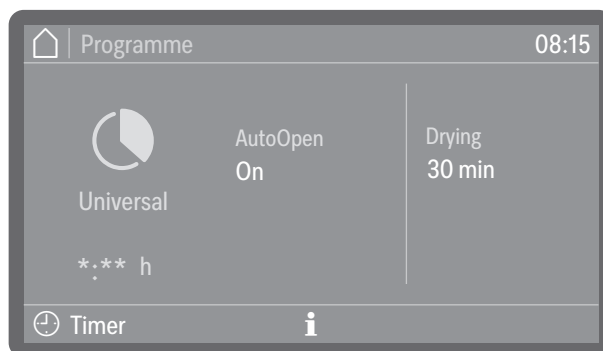 Programme 08:15
AutoOpen
On
Drying
30 min
Universal
*:** h
Timer i